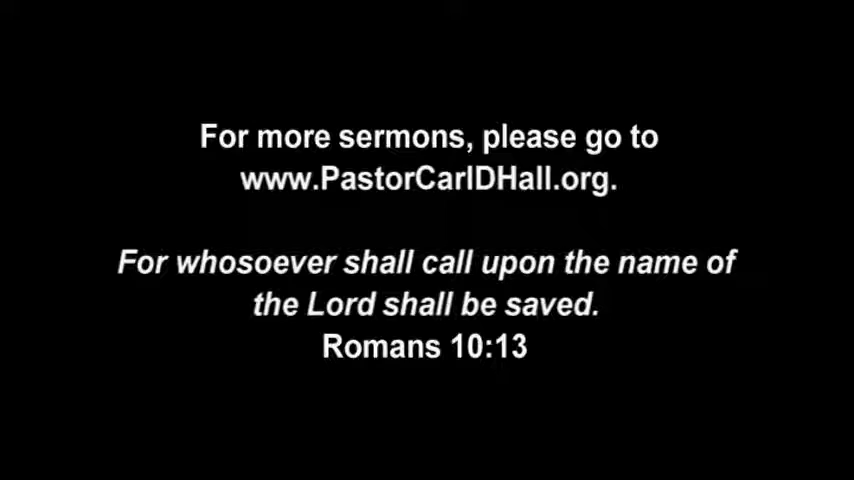 For more sermons, please go to
www.PastorCarlDHall.org.
For whosoever shall call upon the name of
the Lord shall be saved.
Romans 10:13